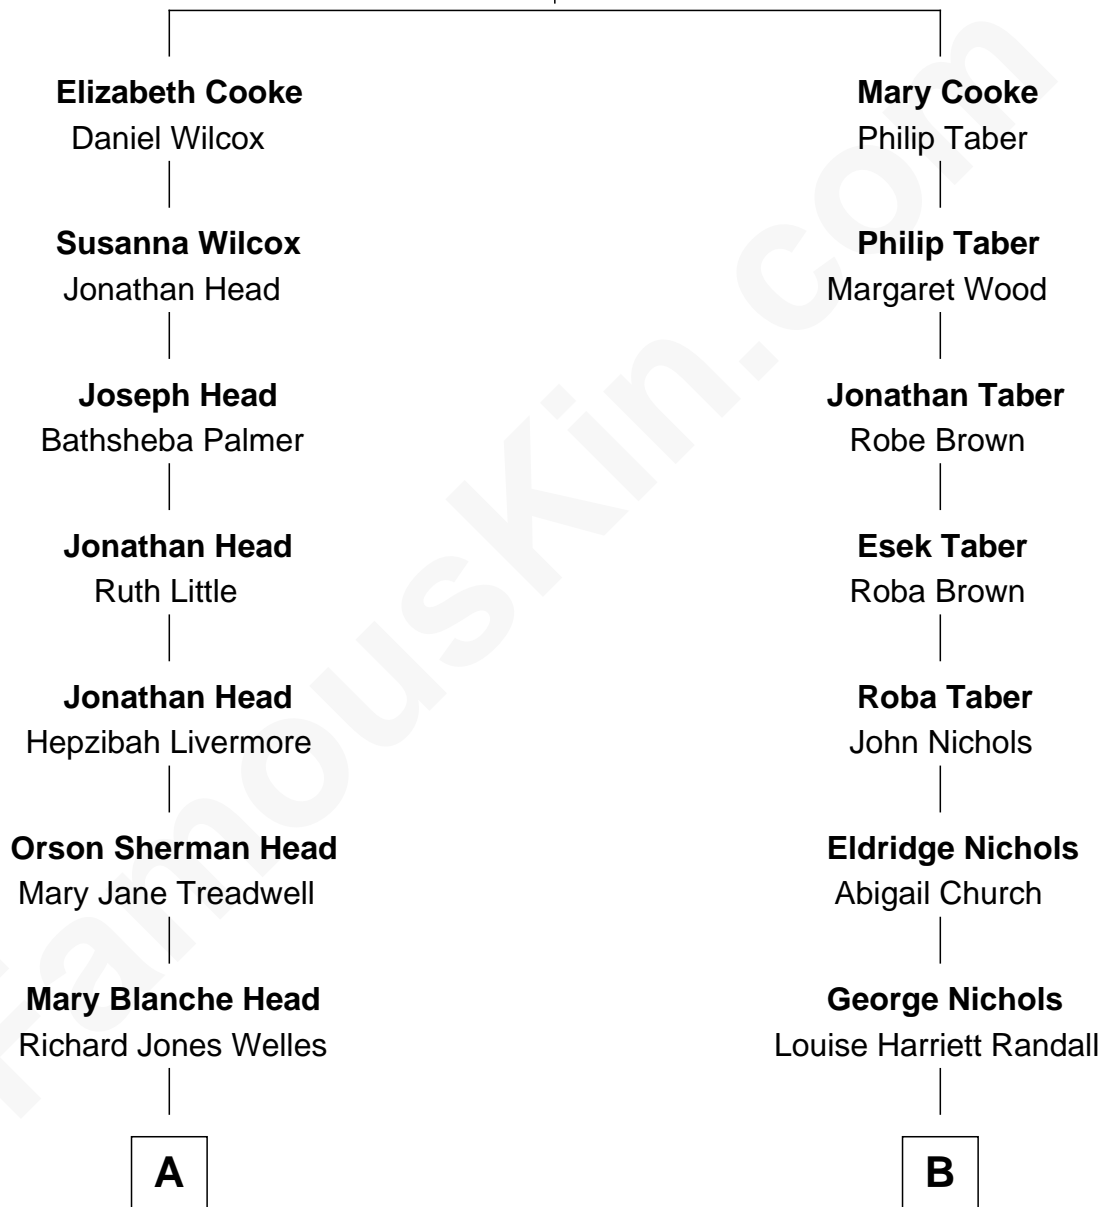 Elizabeth Cooke
Daniel Wilcox
Susanna Wilcox
Jonathan Head
Joseph Head
Bathsheba Palmer
Jonathan Head
Ruth Little
Jonathan Head
Hepzibah Livermore
Orson Sherman Head
Mary Jane Treadwell
Mary Blanche Head
Richard Jones Welles
A
Mary Cooke
Philip Taber
Philip Taber
Margaret Wood
Jonathan Taber
Robe Brown
Esek Taber
Roba Brown
Roba Taber
John Nichols
Eldridge Nichols
Abigail Church
George Nichols
Louise Harriett Randall
B
FamousKin.com